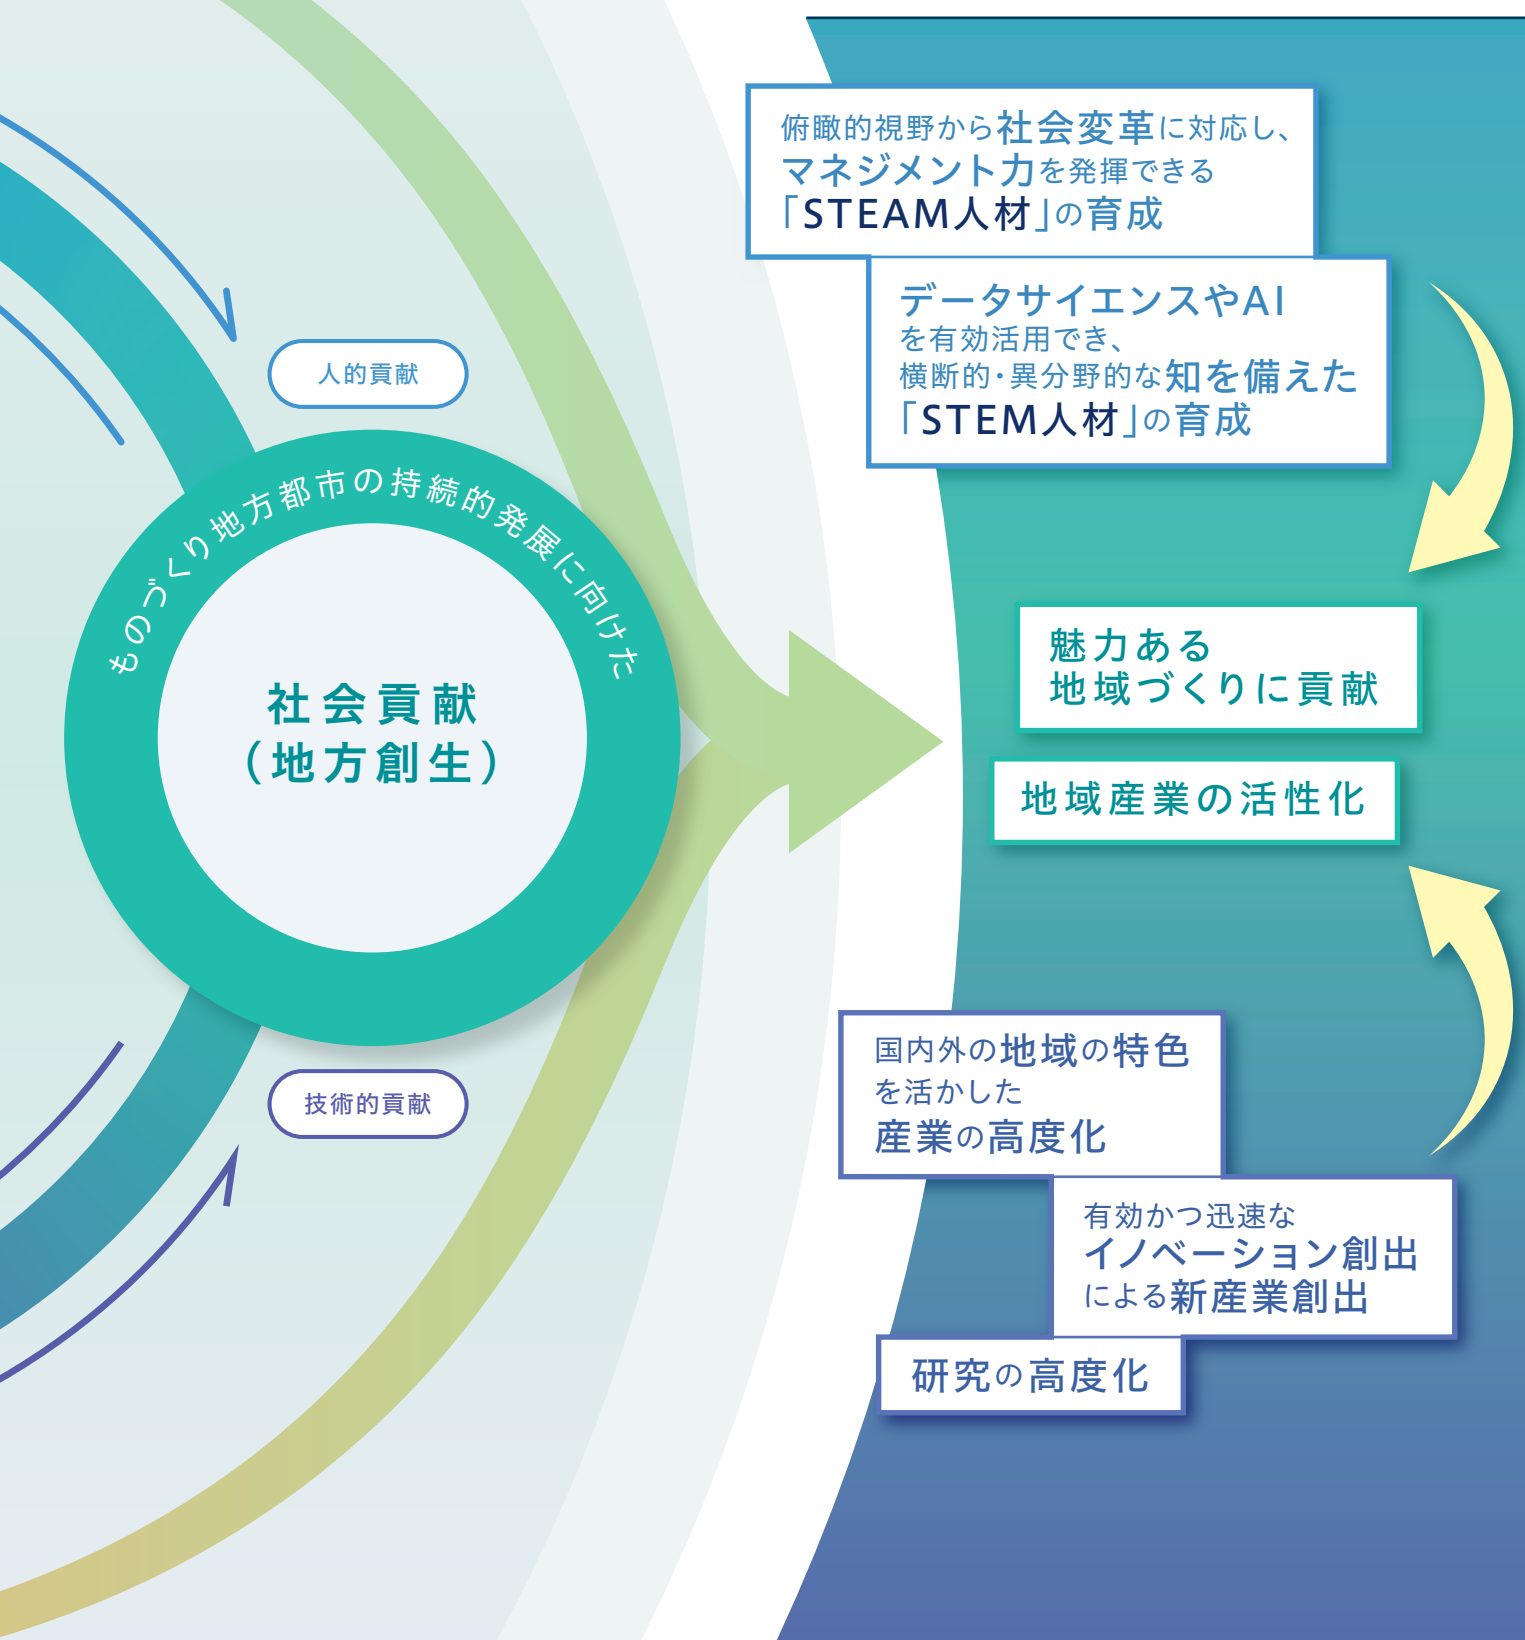 人的貢献
ものづくり地方都市の持続的発展に向けた
社会貢献
（地方創生）
技術的貢献
俯瞰的視野から社会変革に対応し、
マネジメント力を発揮できる
「STEAM人材」の育成
データサイエンスやAI
を有効活用でき、
横断的・異分野的な知を備えた
「STEM人材」の育成
魅力ある
地域づくりに貢献
地域産業の活性化
国内外の地域の特色
を活かした
産業の高度化
有効かつ迅速な
イノベーション創出
による新産業創出
研究の高度化